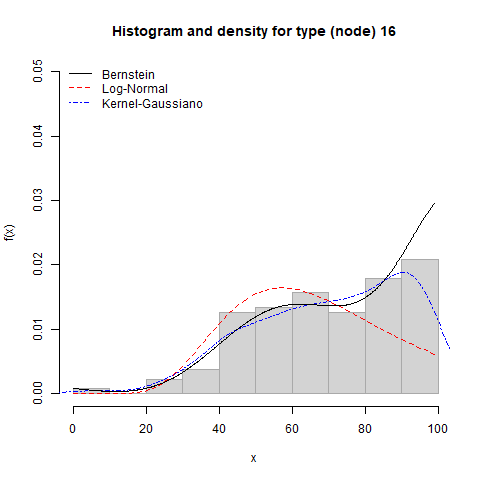 Histogram and density for type (node) 16
Bernstein
Log-Normal
Kernel-Gaussiano
0.05
0.04
0.03
0.02
0.01
0.00
f(x)
0 20 40 60 80 100
x